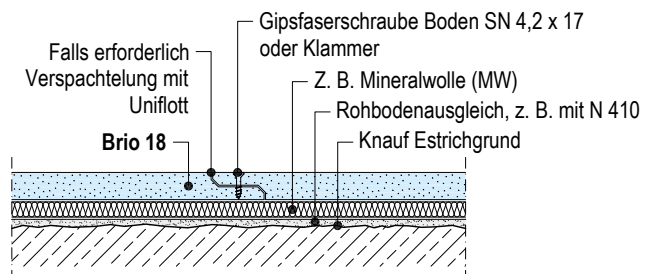 Gipsfaserschraube Boden SN 4,2 x 17
oder Klammer
Falls erforderlich
Verspachtelung mit
Uniflott
Z. B. Mineralwolle (MW)
Rohbodenausgleich, z. B. mit N 410
Brio 18
Knauf Estrichgrund